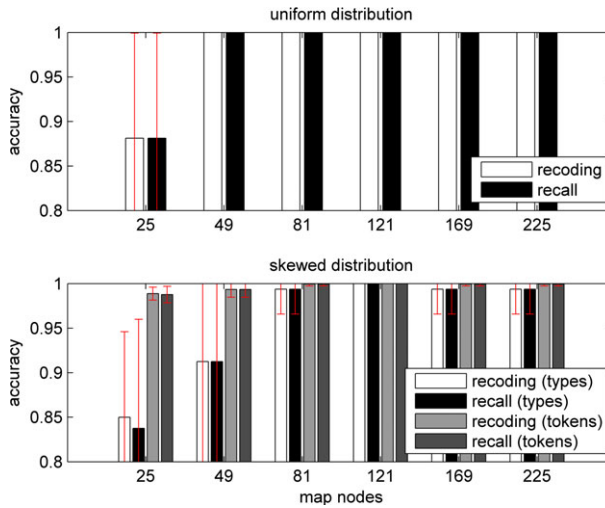 uniform distribution
1
0.95
0.9
0.85
0.8
accuracy
recoding
recall
25 49 81 121 169 225
skewed distribution
1
0.95
0.9
0.85
0.8
accuracy
recoding (types)
recall (types)
recoding (tokens)
recall (tokens)
25 49 81 121 169 225
map nodes